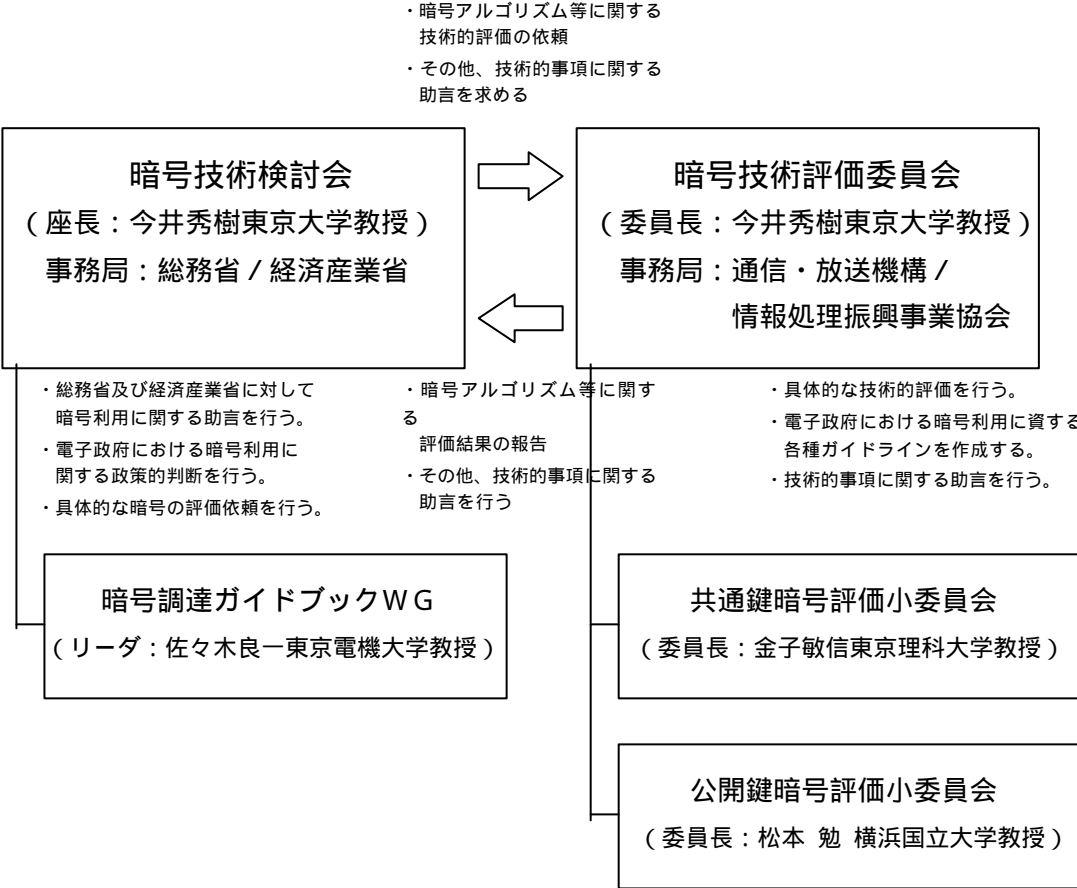 ・暗号アルゴリズム等に関する
技術的評価の依頼
・その他、技術的事項に関する
助言を求める
暗号技術検討会
（座長：今井秀樹東京大学教授）
事務局：総務省／経済産業省
暗号技術評価委員会
（委員長：今井秀樹東京大学教授）
事務局：通信・放送機構／
情報処理振興事業協会
・総務省及び経済産業省に対して
暗号利用に関する助言を行う。
・電子政府における暗号利用に
関する政策的判断を行う。
・具体的な暗号の評価依頼を行う。
・暗号アルゴリズム等に関す
る
評価結果の報告
・その他、技術的事項に関する
助言を行う
・具体的な技術的評価を行う。
・電子政府における暗号利用に資する
各種ガイドラインを作成する。
・技術的事項に関する助言を行う。
暗号調達ガイドブックＷＧ
（リーダ：佐々木良一東京電機大学教授）
共通鍵暗号評価小委員会
（委員長：金子敏信東京理科大学教授）
公開鍵暗号評価小委員会
（委員長：松本 勉 横浜国立大学教授）